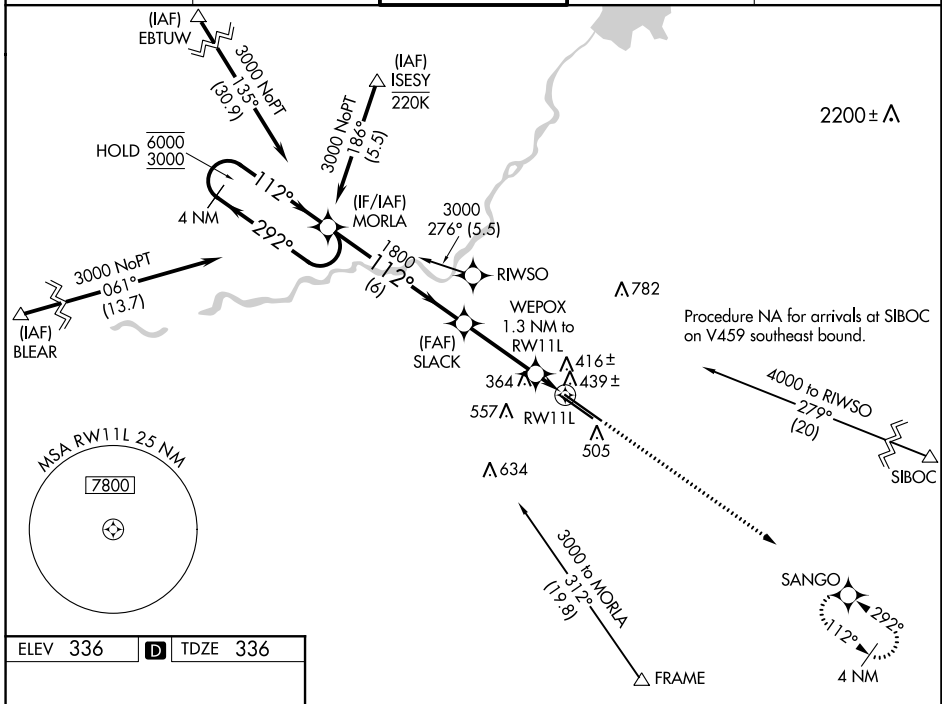 (IAF)
EBTUW
3000 NoPT
135°
(30.9)
(IAF)
ISESY
220K
3000 NoPT
186°
(5.5)
2200±
HOLD
6000
3000
112°
292°
4 NM
(IF/IAF)
MORLA
3000
276° (5.5)
1800
112°
(6)
RIWSO
782
3000 NoPT
061°
(13.7)
(IAF)
BLEAR
WEPOX
1.3 NM to
RW11L
(FAF)
SLACK
Procedure NA for arrivals at SIBOC
on V459 southeast bound.
416±
364
439±
557
RW11L
505
634
4000 to RIWSO
279°
(20)
SIBOC
MSA RW11L 25 NM
7800
3000 to MORLA
312°
(19.8)
FRAME
SANGO
292°
112°
4 NM
ELEV 336 D TDZE 336